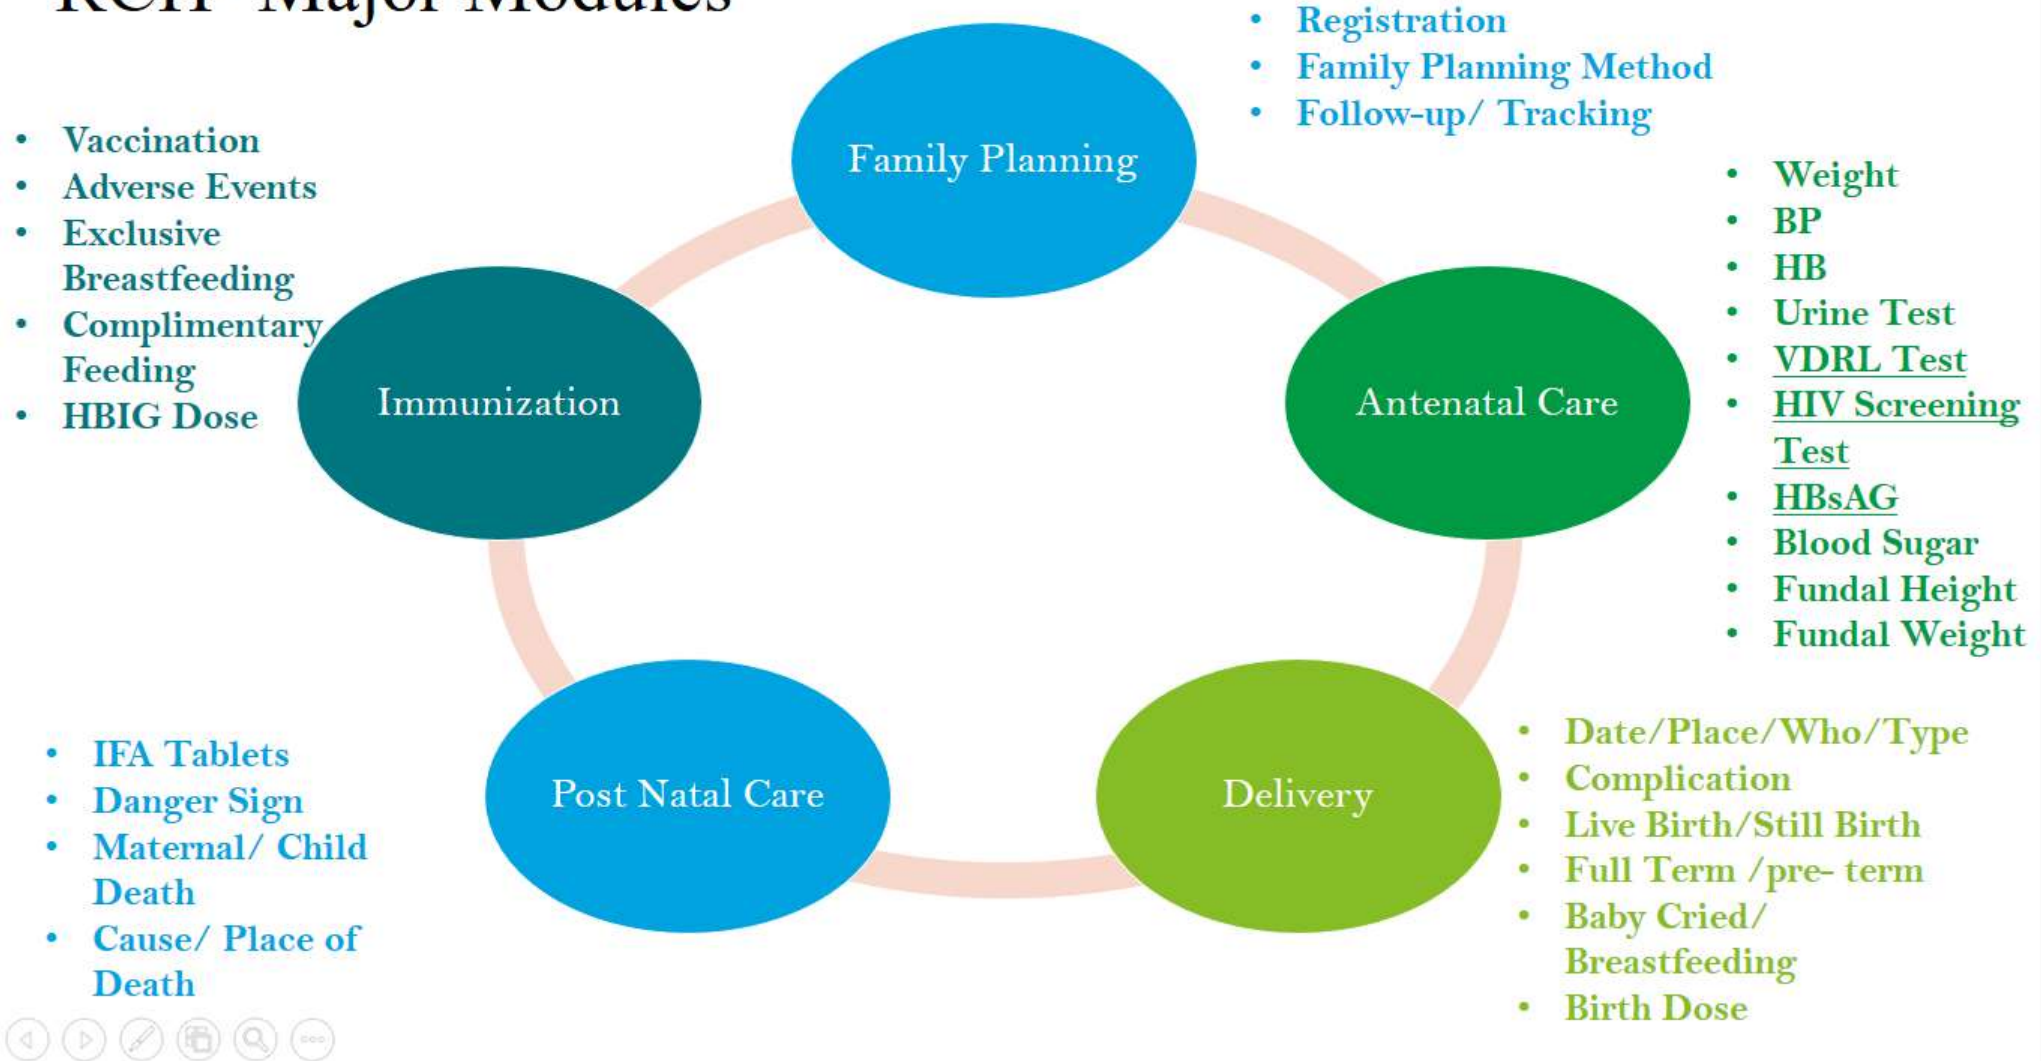 RCH- Major Modules
Family Planning
• Registration
• Family Planning Method
• Follow-up/ Tracking
Antenatal Care
• Weight
• BP
• HB
• Urine Test
• VDRL Test
• HIV Screening
Test
• HBsAG
• Blood Sugar
• Fundal Height
• Fundal Weight
Delivery
• Date/Place/Who/Type
• Complication
• Live Birth/Still Birth
• Full Term /pre- term
• Baby Cried/
Breastfeeding
• Birth Dose
Post Natal Care
• IFA Tablets
• Danger Sign
• Maternal/ Child
Death
• Cause/ Place of
Death
Immunization
• Vaccination
• Adverse Events
• Exclusive
Breastfeeding
• Complimentary
Feeding
• HBIG Dose